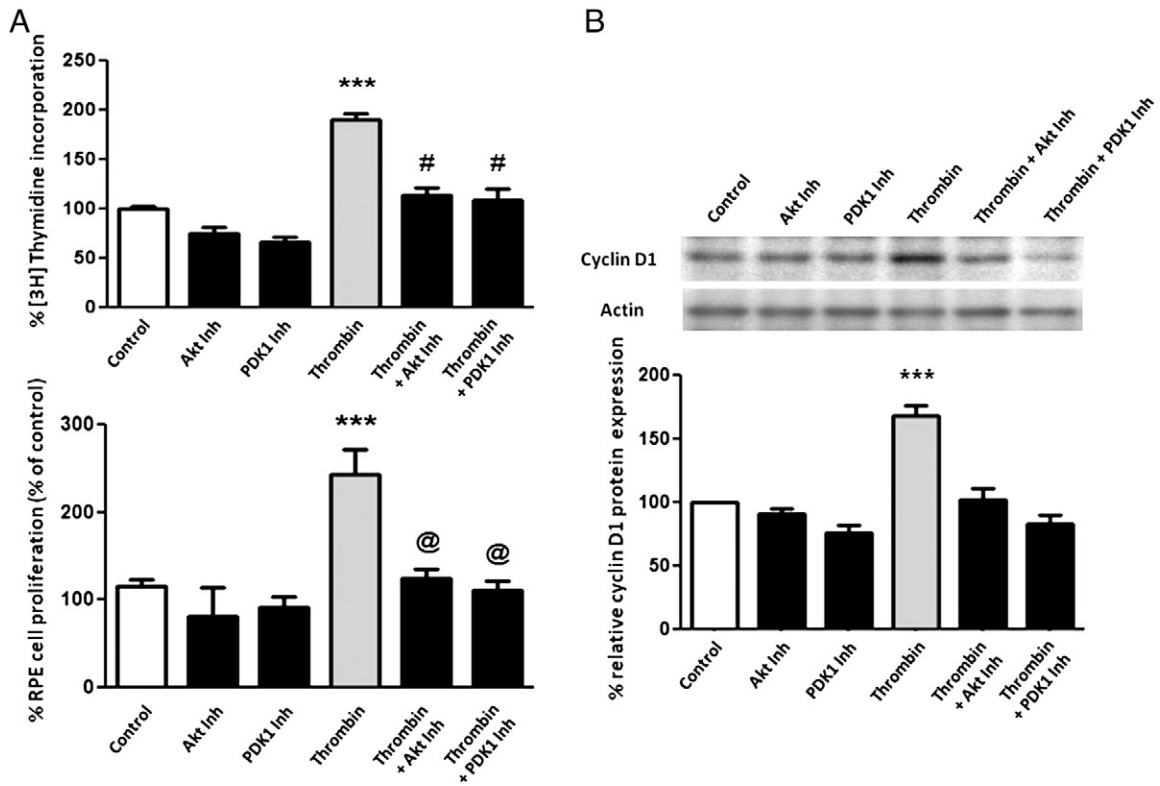 A
% [3H] Thymidine incorporation
250
200
150
100
50
0
***
#
#
Control
Akt Inh
PDK1 Inh
Thrombin
Thrombin
+ Akt Inh
Thrombin
+ PDK1 Inh
% RPE cell proliferation (% of control)
300
200
100
0
***
@
@
Control
Akt Inh
PDK1 Inh
Thrombin
Thrombin
+ Akt Inh
Thrombin
+ PDK1 Inh
B
Control
Akt Inh
PDK1 Inh
Thrombin
Thrombin + Akt Inh
Thrombin + PDK1 Inh
Cyclin D1
Actin
% relative cyclin D1 protein expression
200
150
100
50
0
***
Control
Akt Inh
PDK1 Inh
Thrombin
Thrombin
+ Akt Inh
Thrombin
+ PDK1 Inh